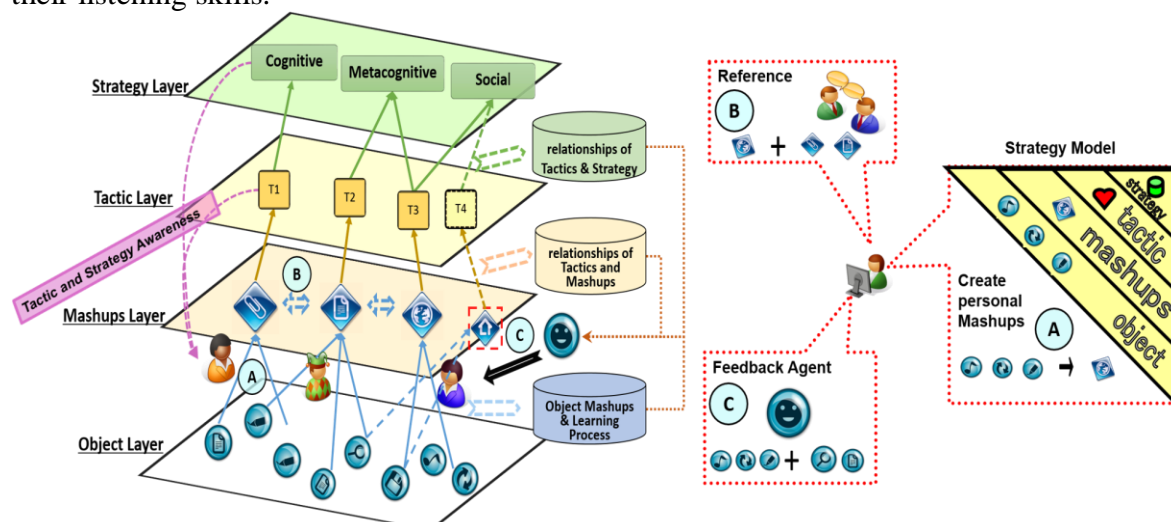 their listening skills.
Strategy Layer
Cognitive
Metacognitive
Social
relationships of
Tactics & Strategy
Tactic Layer
T1
T2
T3
T4
Tactic and Strategy Awareness
relationships of
Tactics and
Mashups
Mashups Layer
B
C
A
Object Mashups
& Learning
Process
Object Layer
Reference
B
+
Strategy Model
strategy
tactic
mashups
object
Create
personal
Mashups
A
Feedback Agent
C
+